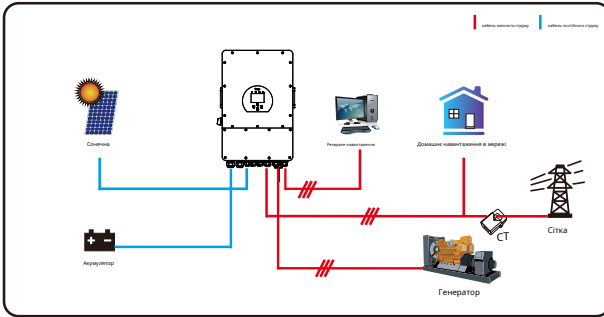 кабель змінного струму
кабель постійного струму
Сонячна
Резервне навантаження
Домашнє навантаження в мережі
CT
Сітка
Акумулятор
Генератор